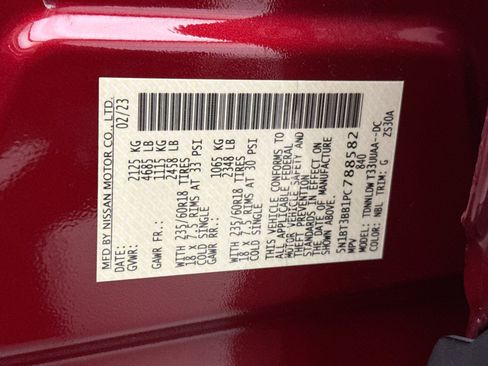 MFD BY NISSAN MOTOR CO., LTD.
DATE: 02/23
GVWR: 2125 KG
4685 LB
GAWR FR.: 1115 KG
2458 LB
WITH 235/60R18 TIRES
18 X 7.5 RIMS AT 33 PSI
COLD SINGLE
GAWR RR.: 1065 KG
2348 LB
WITH 235/60R18 TIRES
18 X 7.5 RIMS AT 30 PSI
COLD SINGLE
THIS VEHICLE CONFORMS TO
ALL APPLICABLE FEDERAL
MOTOR VEHICLE SAFETY AND
THEFT PREVENTION
STANDARDS IN EFFECT ON
THE DATE OF MANUFACTURE
SHOWN ABOVE.
5N1BT3BB1PC788582
MPV 840
MODEL: TDNNLDW T33UUAA--DC
COLOR: NBL TRIM: G ZS30A